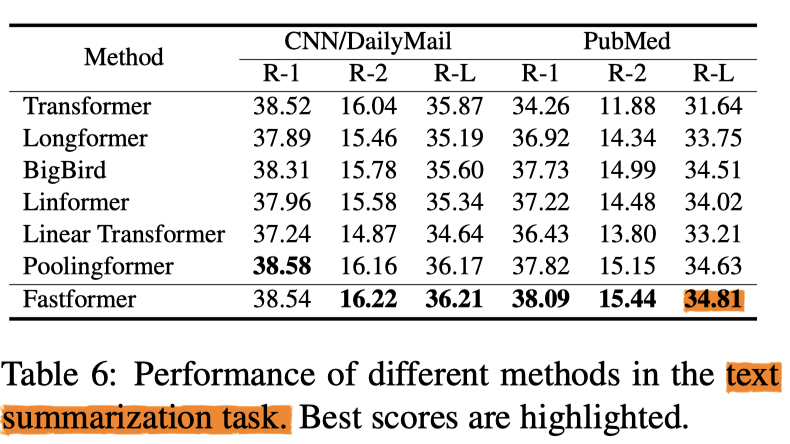 Method CNN/DailyMail PubMed
R-1 R-2 R-L R-1 R-2 R-L
Transformer 38.52 16.04 35.87 34.26 11.88 31.64
Longformer 37.89 15.46 35.19 36.92 14.34 33.75
BigBird 38.31 15.78 35.60 37.73 14.99 34.51
Linformer 37.96 15.58 35.34 37.22 14.48 34.02
Linear Transformer 37.24 14.87 34.64 36.43 13.80 33.21
Poolingformer 38.58 16.16 36.17 37.82 15.15 34.63
Fastformer 38.54 16.22 36.21 38.09 15.44 34.81
Table 6: Performance of different methods in the text
summarization task. Best scores are highlighted.